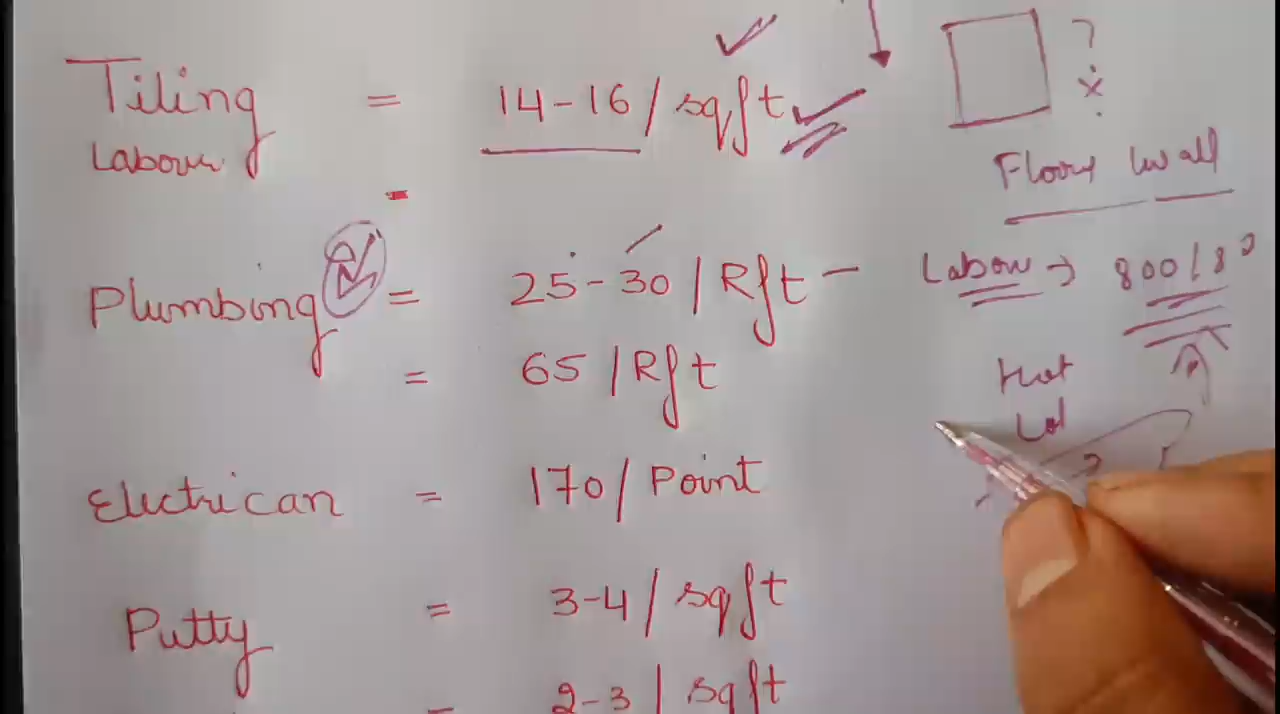 Tiling = 14-16/sqft
Labour
Floor wall
Plumbing = 25-30/Rft -
Labour → 800/
= 65/Rft
Hot
Electrican = 170/Point
Putty = 3-4/sqft
= 2-3/sqft